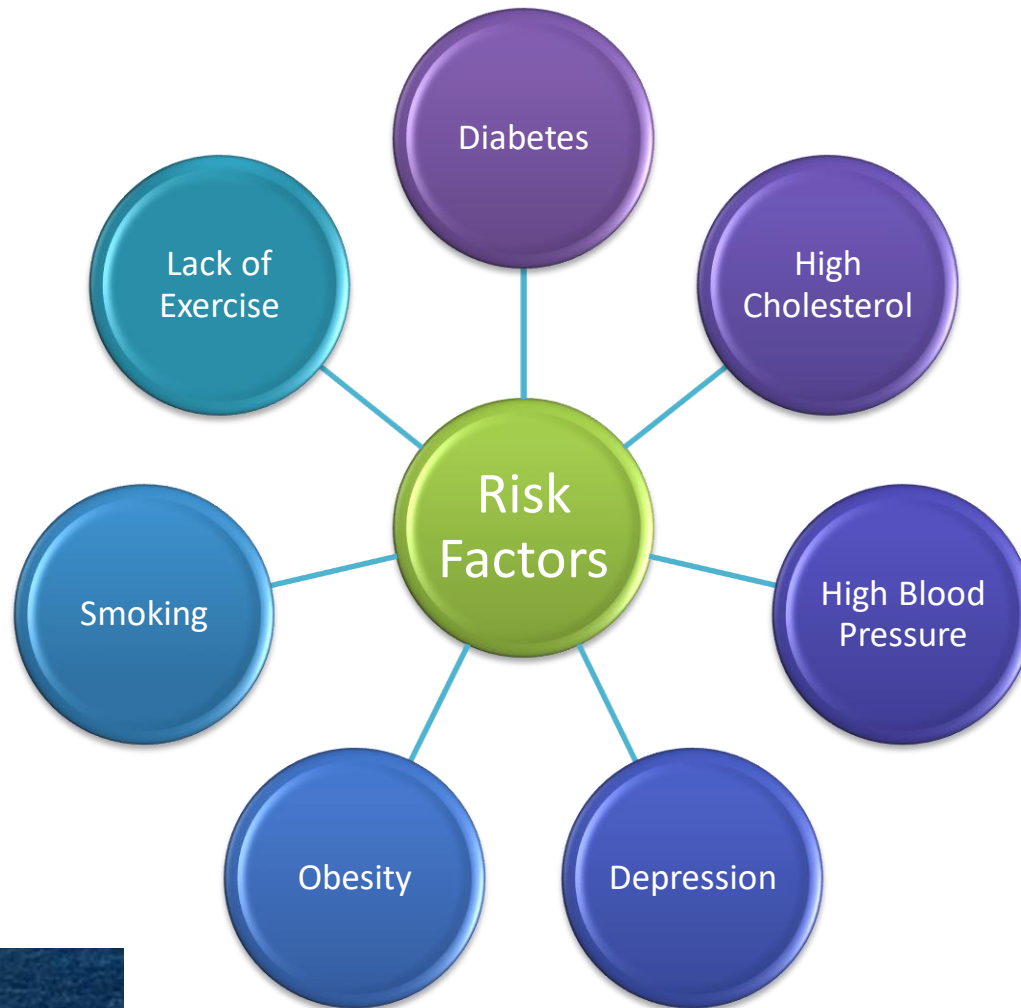 Diabetes
High
Cholesterol
High Blood
Pressure
Depression
Obesity
Smoking
Lack of
Exercise
Risk
Factors